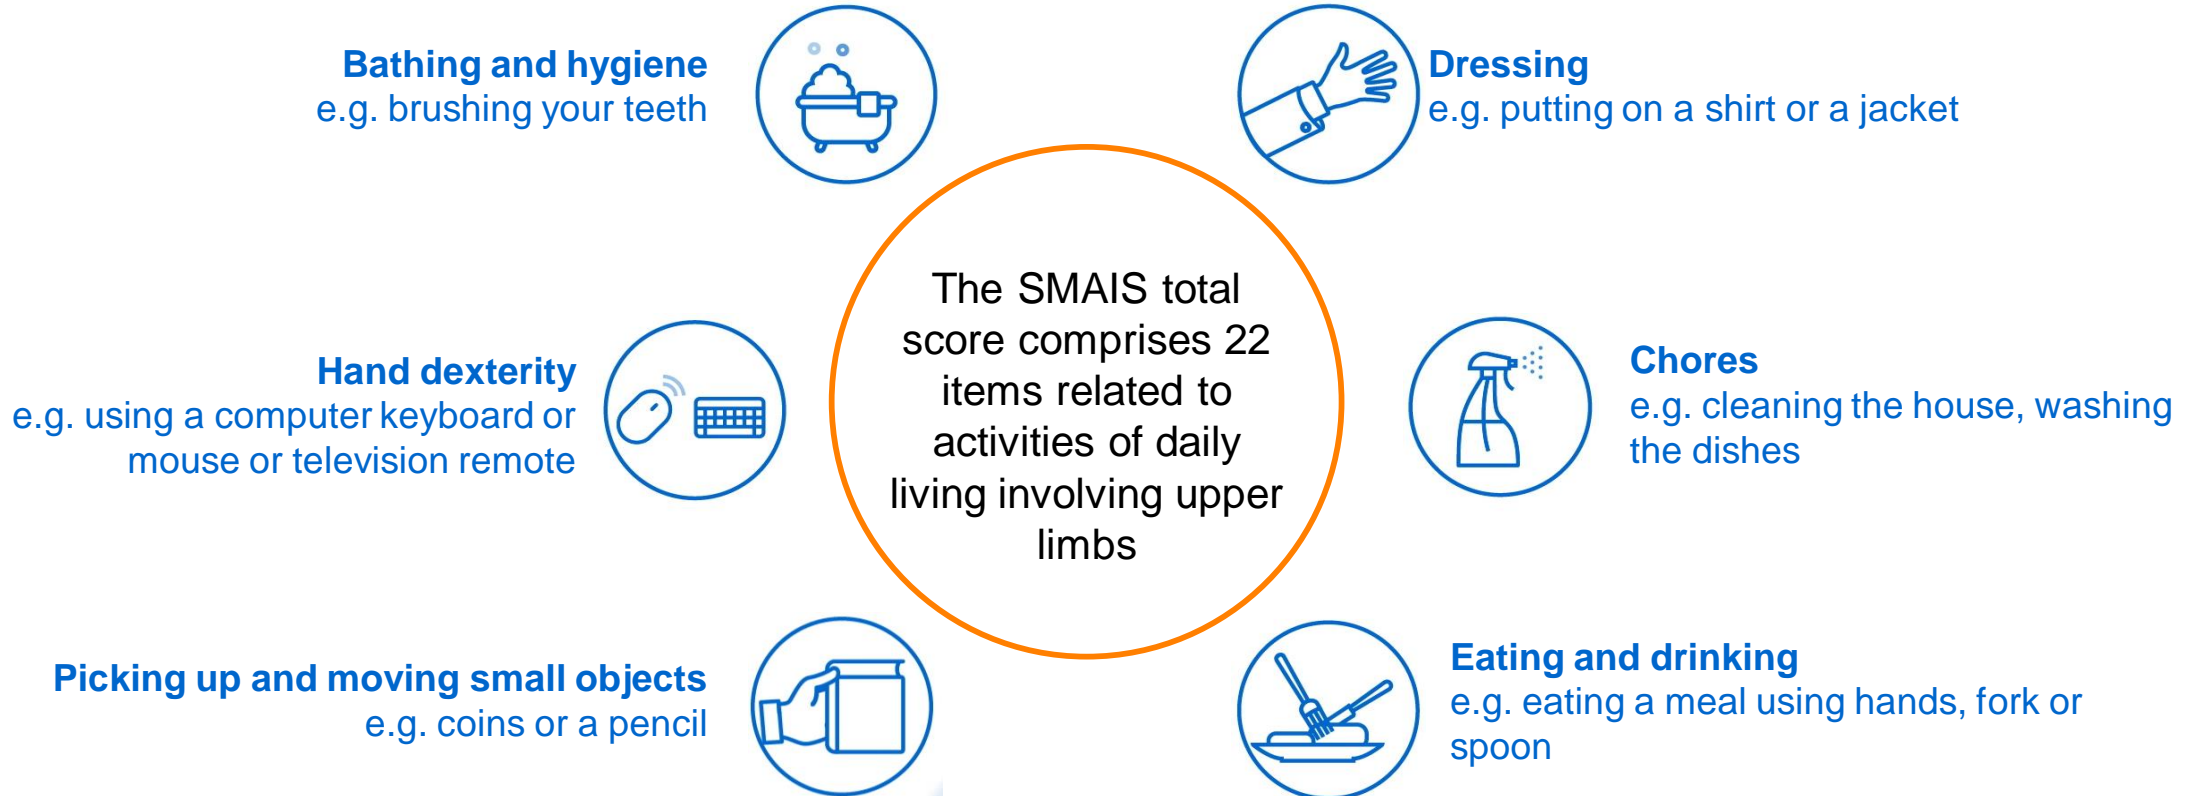 Bathing and hygiene
e.g. brushing your teeth
Dressing
e.g. putting on a shirt or a jacket
The SMAIS total
score comprises 22
items related to
activities of daily
living involving upper
limbs
Hand dexterity
e.g. using a computer keyboard or
mouse or television remote
Chores
e.g. cleaning the house, washing
the dishes
Picking up and moving small objects
e.g. coins or a pencil
Eating and drinking
e.g. eating a meal using hands, fork or
spoon